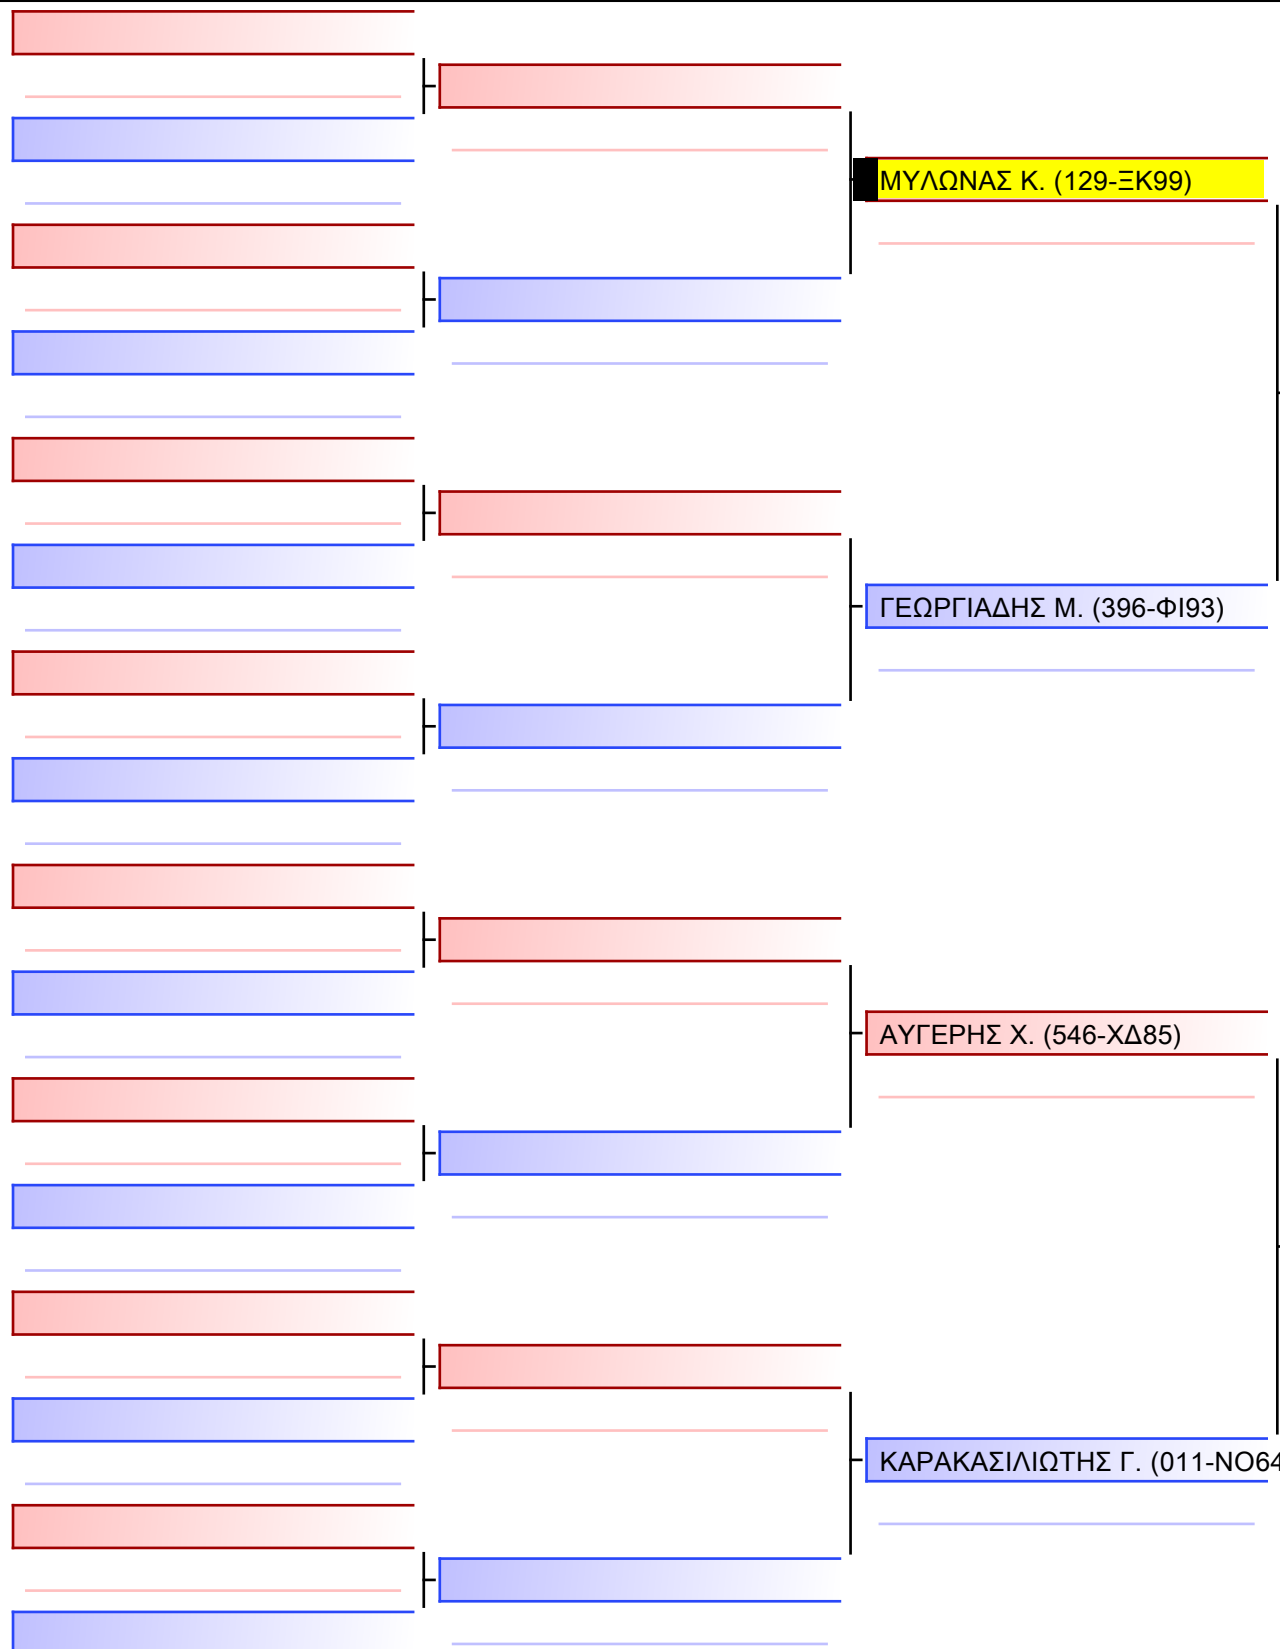 ΜΥΛΩΝΑΣ Κ. (129-ΞΚ99)
ΓΕΩΡΓΙΑΔΗΣ Μ. (396-ΦΙ93)
ΑΥΓΕΡΗΣ Χ. (546-ΧΔ85)
ΚΑΡΑΚΑΣΙΛΙΩΤΗΣ Γ. (011-ΝΟ64